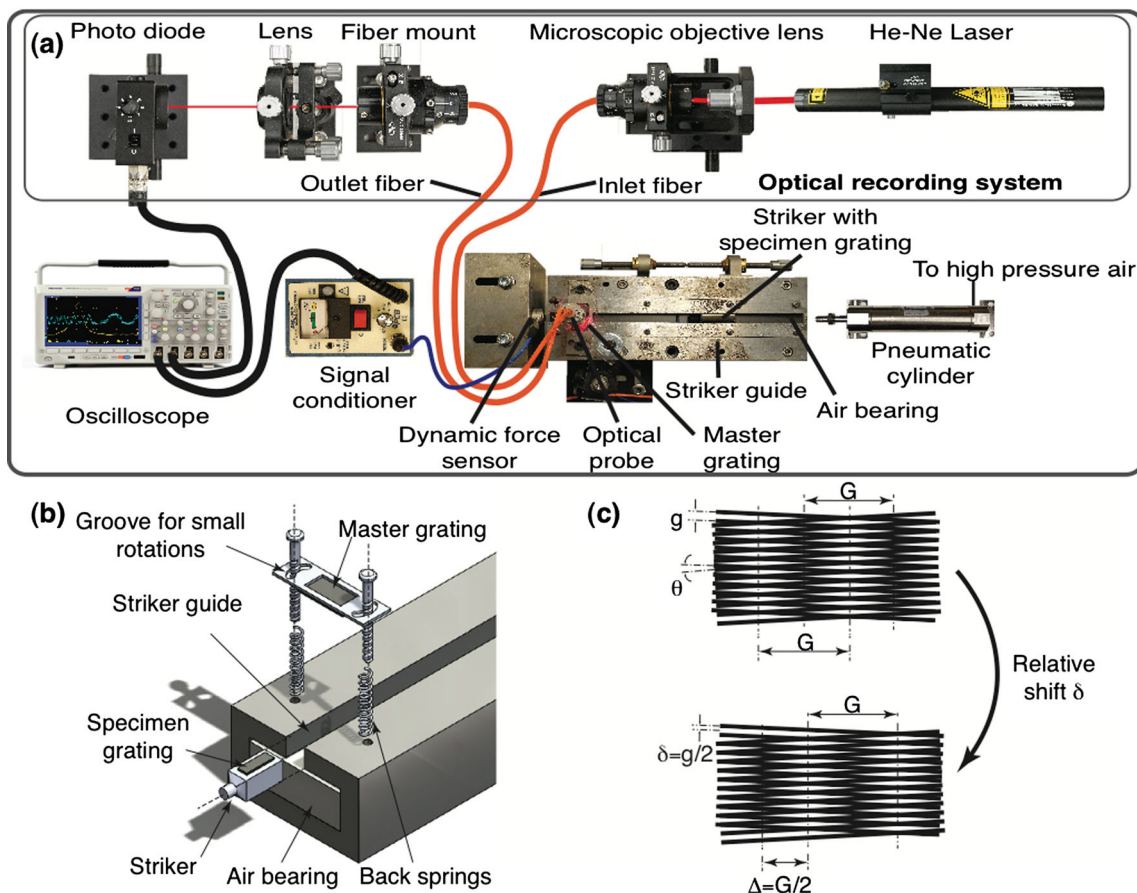 (a)
Photo diode
Lens
Fiber mount
Microscopic objective lens
He-Ne Laser
Outlet fiber
Inlet fiber
Optical recording system
Striker with
specimen grating
To high pressure air
Oscilloscope
Signal
conditioner
Dynamic force
sensor
Optical
probe
Master
grating
Striker guide
Air bearing
Pneumatic
cylinder
(b)
Groove for small
rotations
Master grating
Striker guide
Specimen
grating
Striker
Air bearing
Back springs
(c)
G
g
θ
G
Relative
shift δ
G
δ=g/2
Δ=G/2